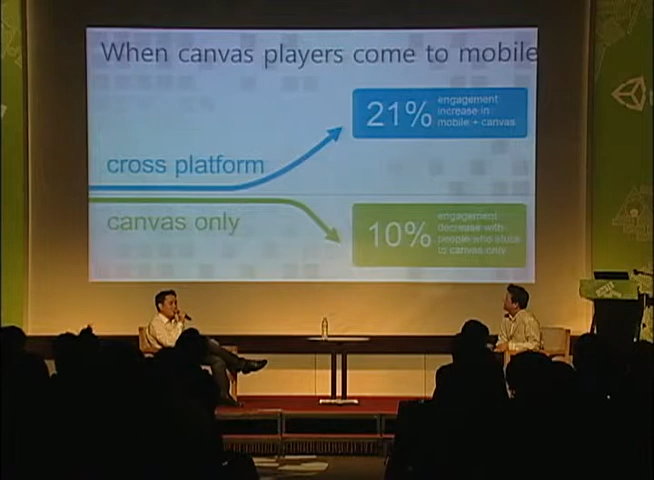 When canvas players come to mobile
21%
engagement
increase in
mobile + canvas
cross platform
canvas only
10%
engagement
decrease with
people who stuck
to canvas only